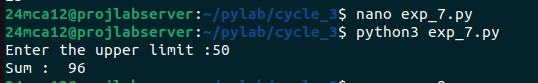 24mca12@projlabserver:~/pylab/cycle_3$ nano exp_7.py
24mca12@projlabserver:~/pylab/cycle_3$ python3 exp_7.py
Enter the upper limit :50
Sum :  96